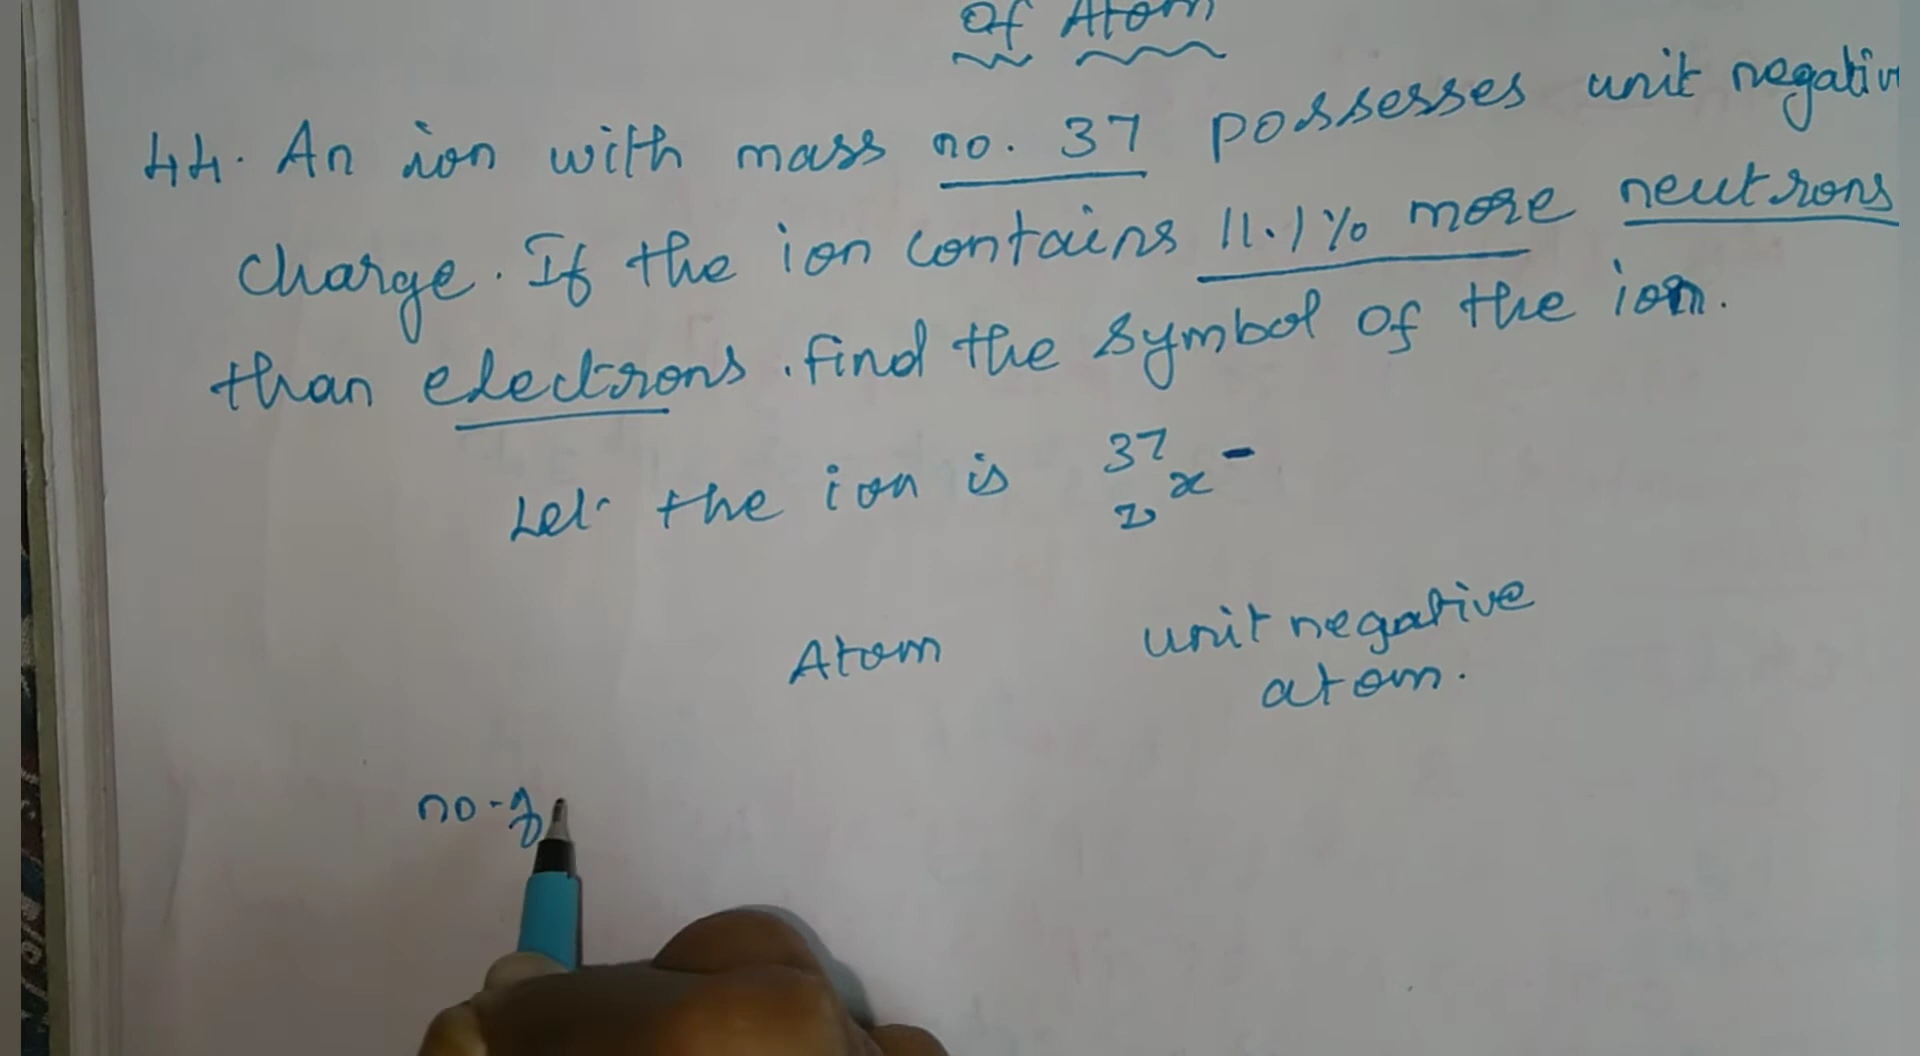 Of Atom
44. An ion with mass no. 37 possesses unit negativ
charge. If the ion contains 11.1% more neutrons
than electrons. find the symbol of the ion.
Let the ion is 37 z x -
Atom unit negative
atom.
no. of